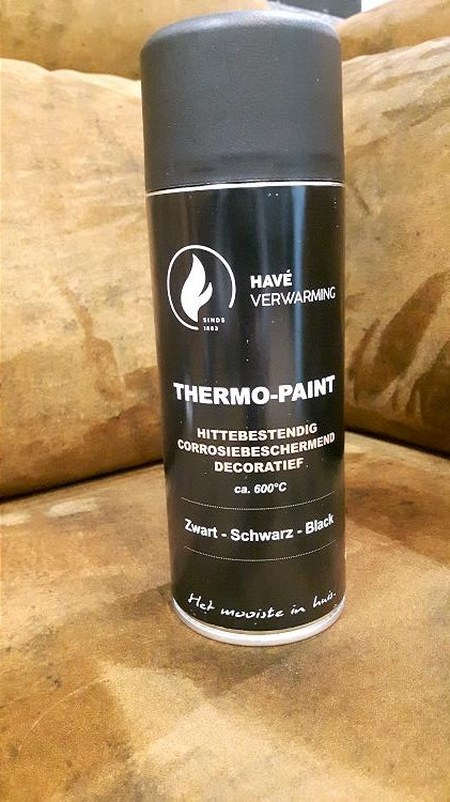 HAVÉ
VERWARMING
SINDS
1883
THERMO-PAINT
HITTEBESTENDIG
CORROSIEBESCHERMEND
DECORATIEF
ca. 600°C
Zwart - Schwarz - Black
Het mooiste in huis.